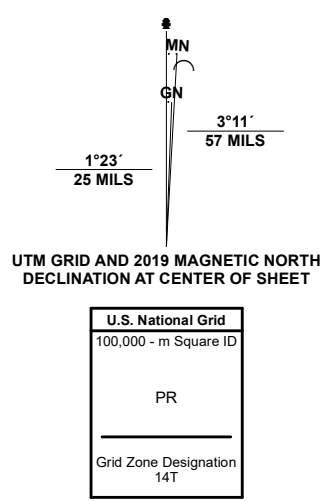 MN
GN
3°11´
57 MILS
1°23´
25 MILS
UTM GRID AND 2019 MAGNETIC NORTH
DECLINATION AT CENTER OF SHEET
U.S. National Grid
100,000 - m Square ID
PR
Grid Zone Designation
14T